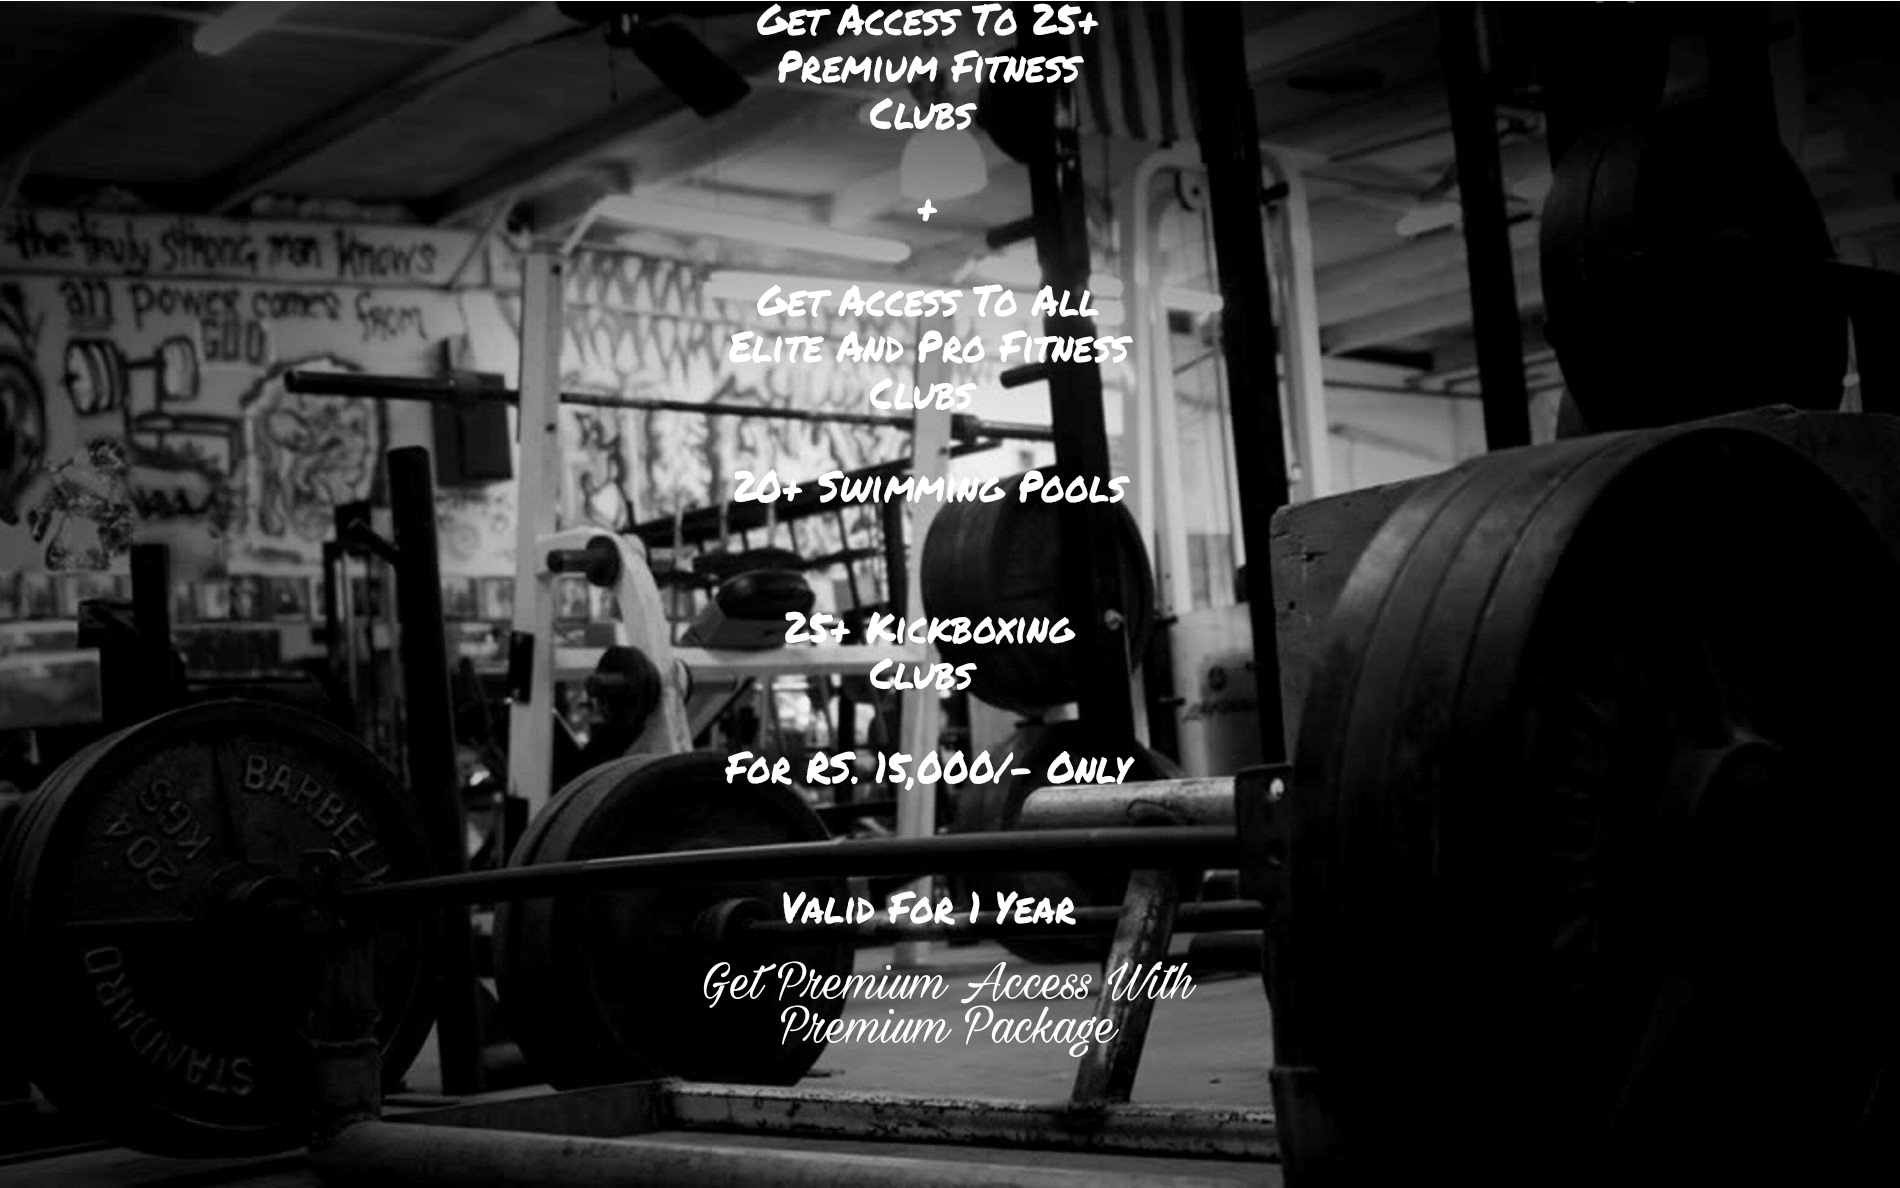 Get Access To 25+
Premium Fitness
Clubs
+
Get Access To All
Elite And Pro Fitness
Clubs
20+ Swimming Pools
25+ Kickboxing
Clubs
For RS. 15,000/- Only
Valid For 1 Year
Get Premium Access With
Premium Package
the truly strong man knows
all power comes from
GOD
BARBELL
20.4
KGS
STANDARD